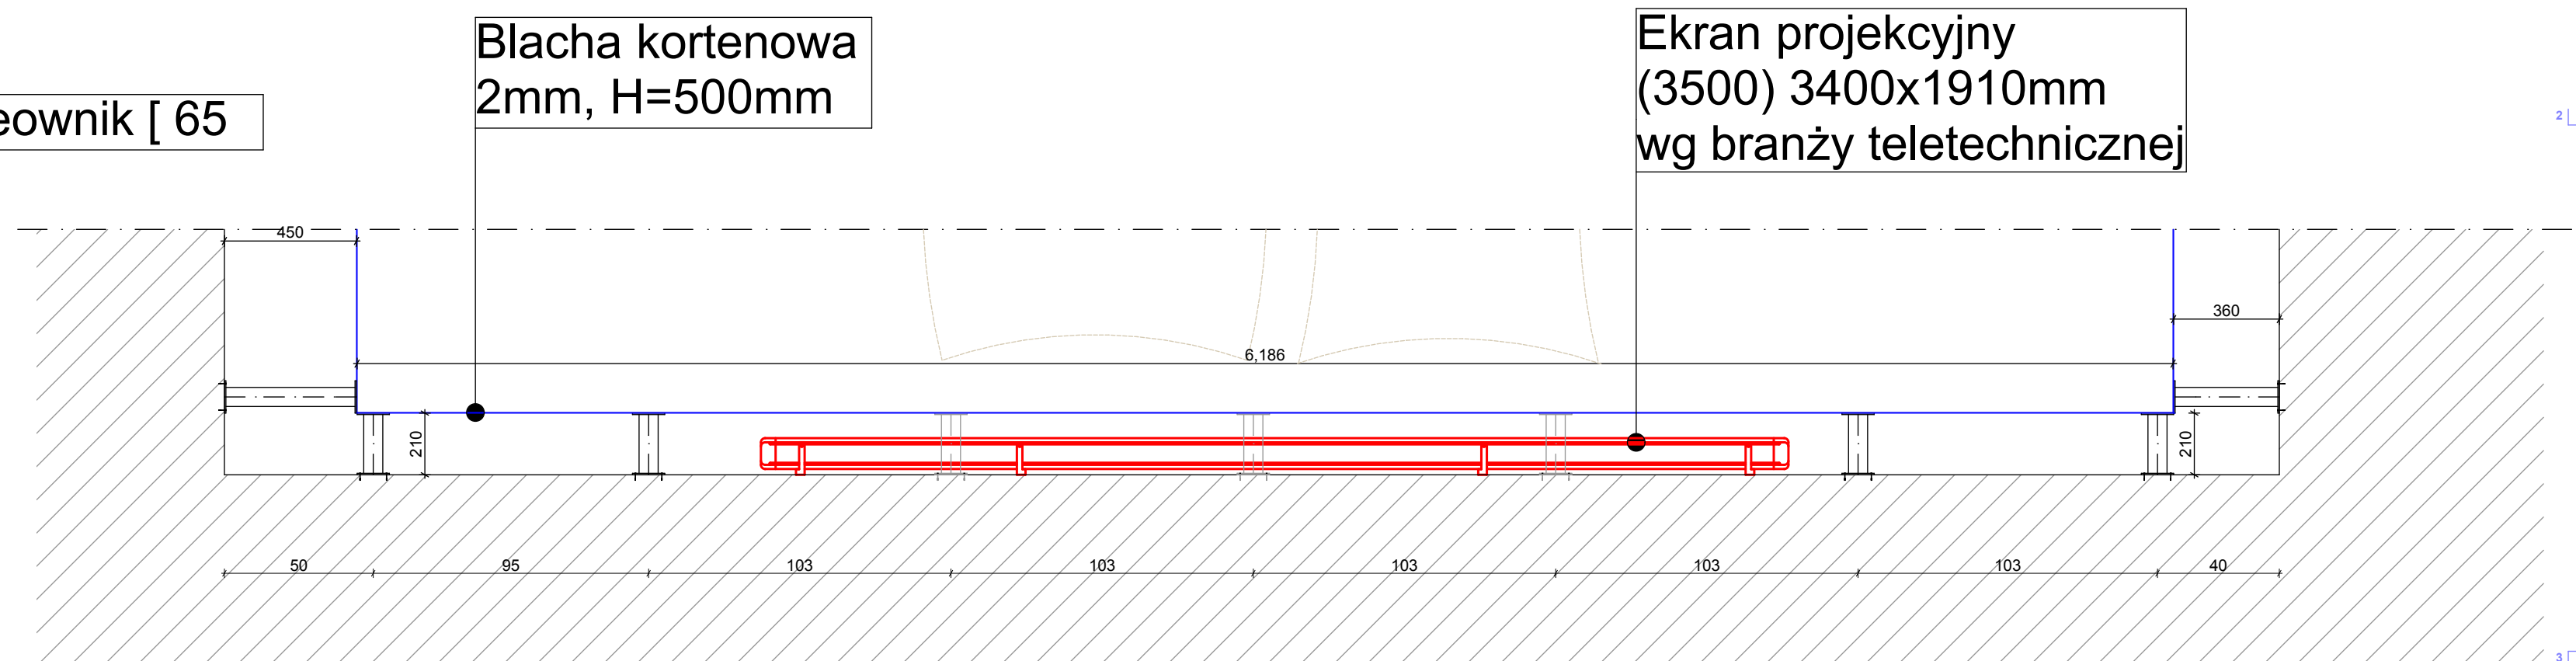 Blacha kortenowa
2mm, H=500mm
Ekran projekcyjny
(3500) 3400x1910mm
wg branży teletechnicznej
eownik [ 65
2
450
360
6,186
210
210
50
95
103
103
103
103
103
40
3